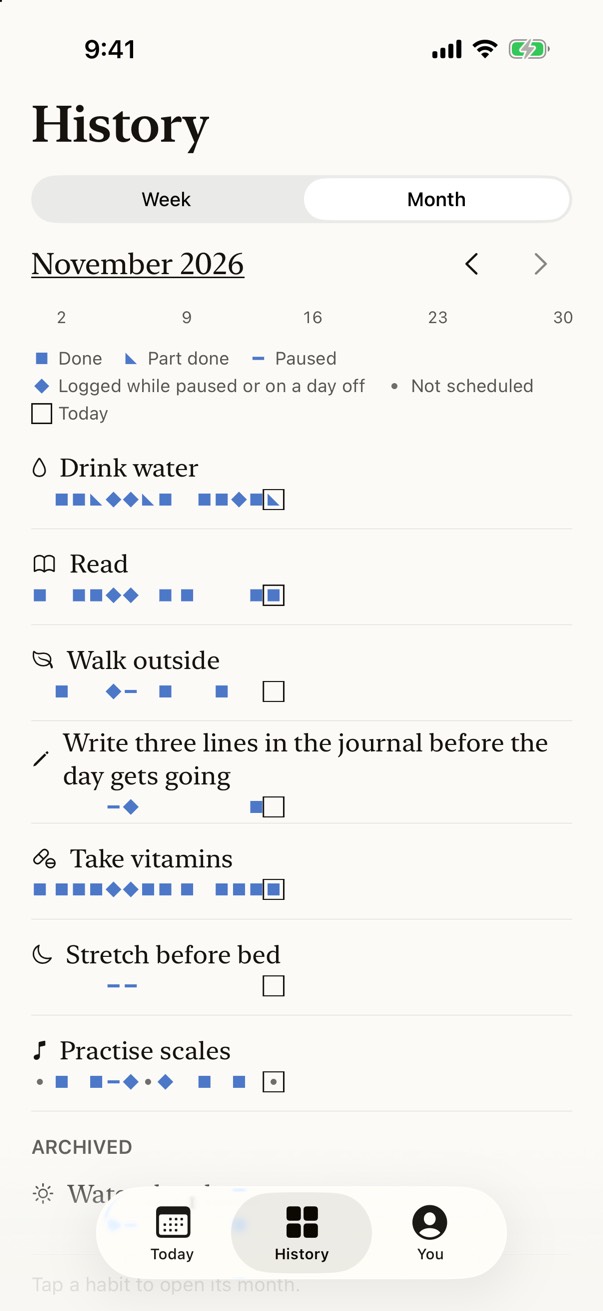 9:41
History
Week Month
November 2026
2 9 16 23 30
Done Part done Paused
Logged while paused or on a day off Not scheduled
Today
Drink water
Read
Walk outside
Write three lines in the journal before the
day gets going
Take vitamins
Stretch before bed
Practise scales
ARCHIVED
Today History You
Tap a habit to open its month.